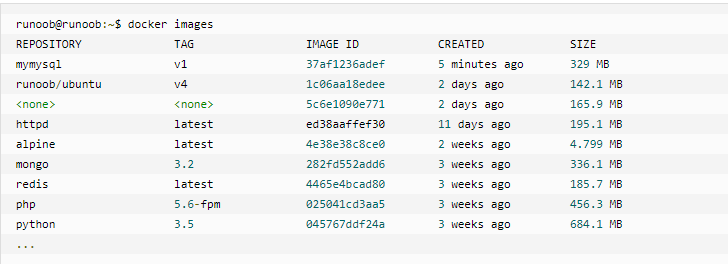 runoob@runoob:~$ docker images
REPOSITORY TAG IMAGE ID CREATED SIZE
mymysql v1 37af1236adef 5 minutes ago 329 MB
runoob/ubuntu v4 1c06aa18edee 2 days ago 142.1 MB
<none> <none> 5c6e1090e771 2 days ago 165.9 MB
httpd latest ed38aaffef30 11 days ago 195.1 MB
alpine latest 4e38e38c8ce0 2 weeks ago 4.799 MB
mongo 3.2 282fd552add6 3 weeks ago 336.1 MB
redis latest 4465e4bcad80 3 weeks ago 185.7 MB
php 5.6-fpm 025041cd3aa5 3 weeks ago 456.3 MB
python 3.5 045767ddf24a 3 weeks ago 684.1 MB
...